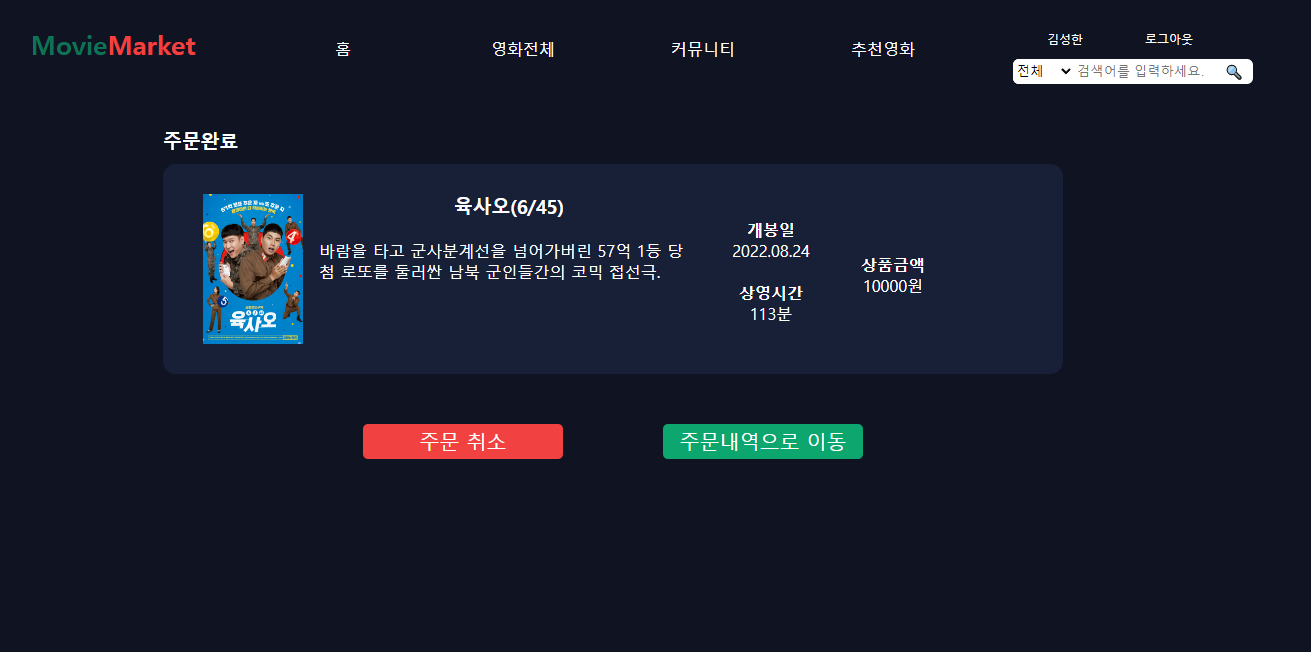 MovieMarket
홈
영화전체
커뮤니티
추천영화
김성한
로그아웃
전체
검색어를 입력하세요.
주문완료
육사오(6/45)
바람을 타고 군사분계선을 넘어가버린 57억 1등 당
첨 로또를 둘러싼 남북 군인들간의 코믹 접선극.
개봉일
2022.08.24
상영시간
113분
상품금액
10000원
6
4
5
육사오
주문 취소
주문내역으로 이동